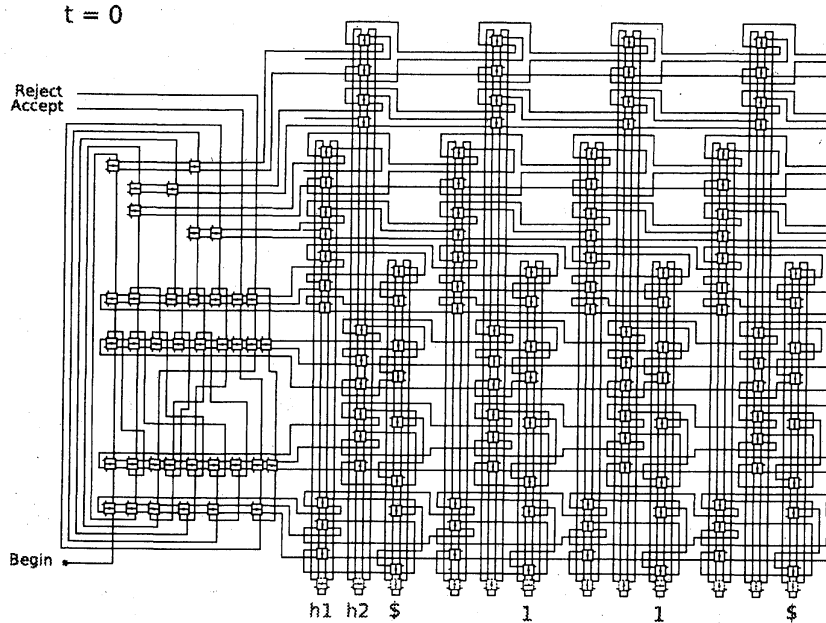 t = 0
Reject
Accept
Begin
h1 h2 $ 1 1 $